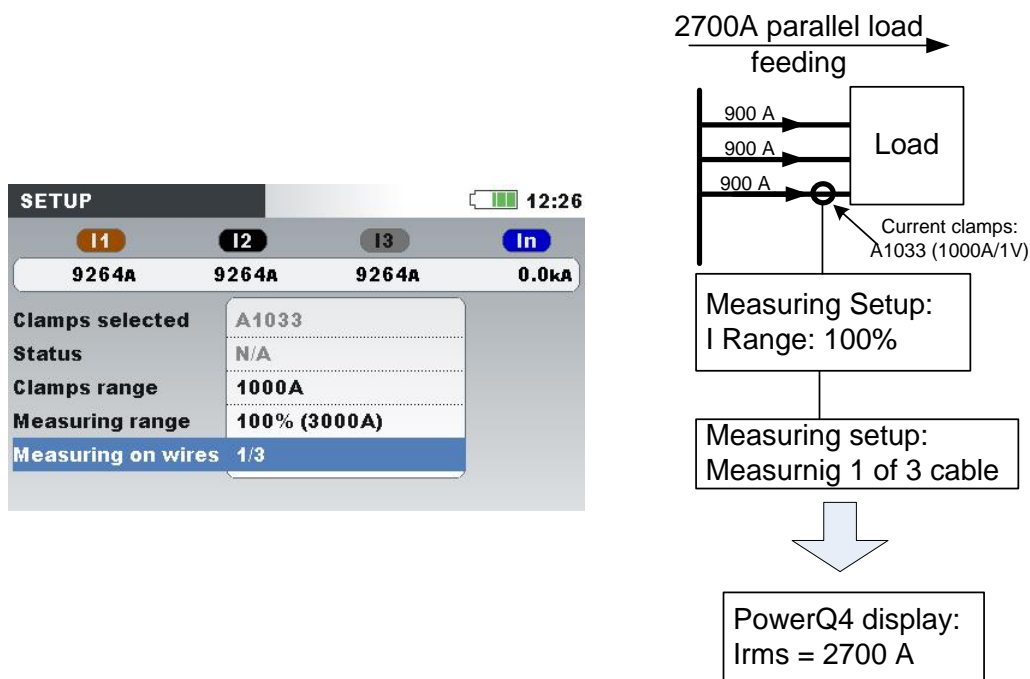 SETUP
12:26
I1 I2 I3 In
9264A 9264A 9264A 0.0kA
Clamps selected A1033
Status N/A
Clamps range 1000A
Measuring range 100% (3000A)
Measuring on wires 1/3
2700A parallel load
feeding
900 A
900 A
900 A
Load
Current clamps:
A1033 (1000A/1V)
Measuring Setup:
I Range: 100%
Measuring setup:
Measurnig 1 of 3 cable
PowerQ4 display:
Irms = 2700 A